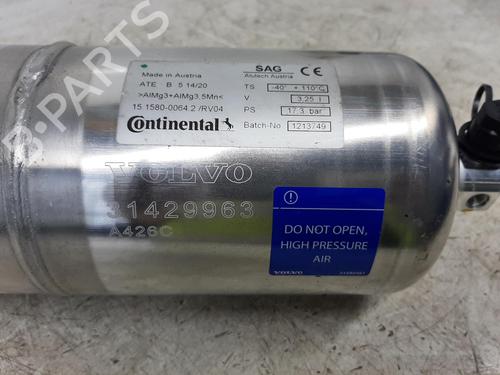 B-PARTS
Made in Austria
ATE B 5 14/20
>AlMg3+AlMg3,5Mn<
15.1580-0064.2 /RV04
Continental
SAG CE
Alutech Austria
TS -40° +110°C
V 3,25 l
PS 17,3 bar
Batch-No 1213749
VOLVO
31429963
A426C
DO NOT OPEN,
HIGH PRESSURE
AIR
VOLVO